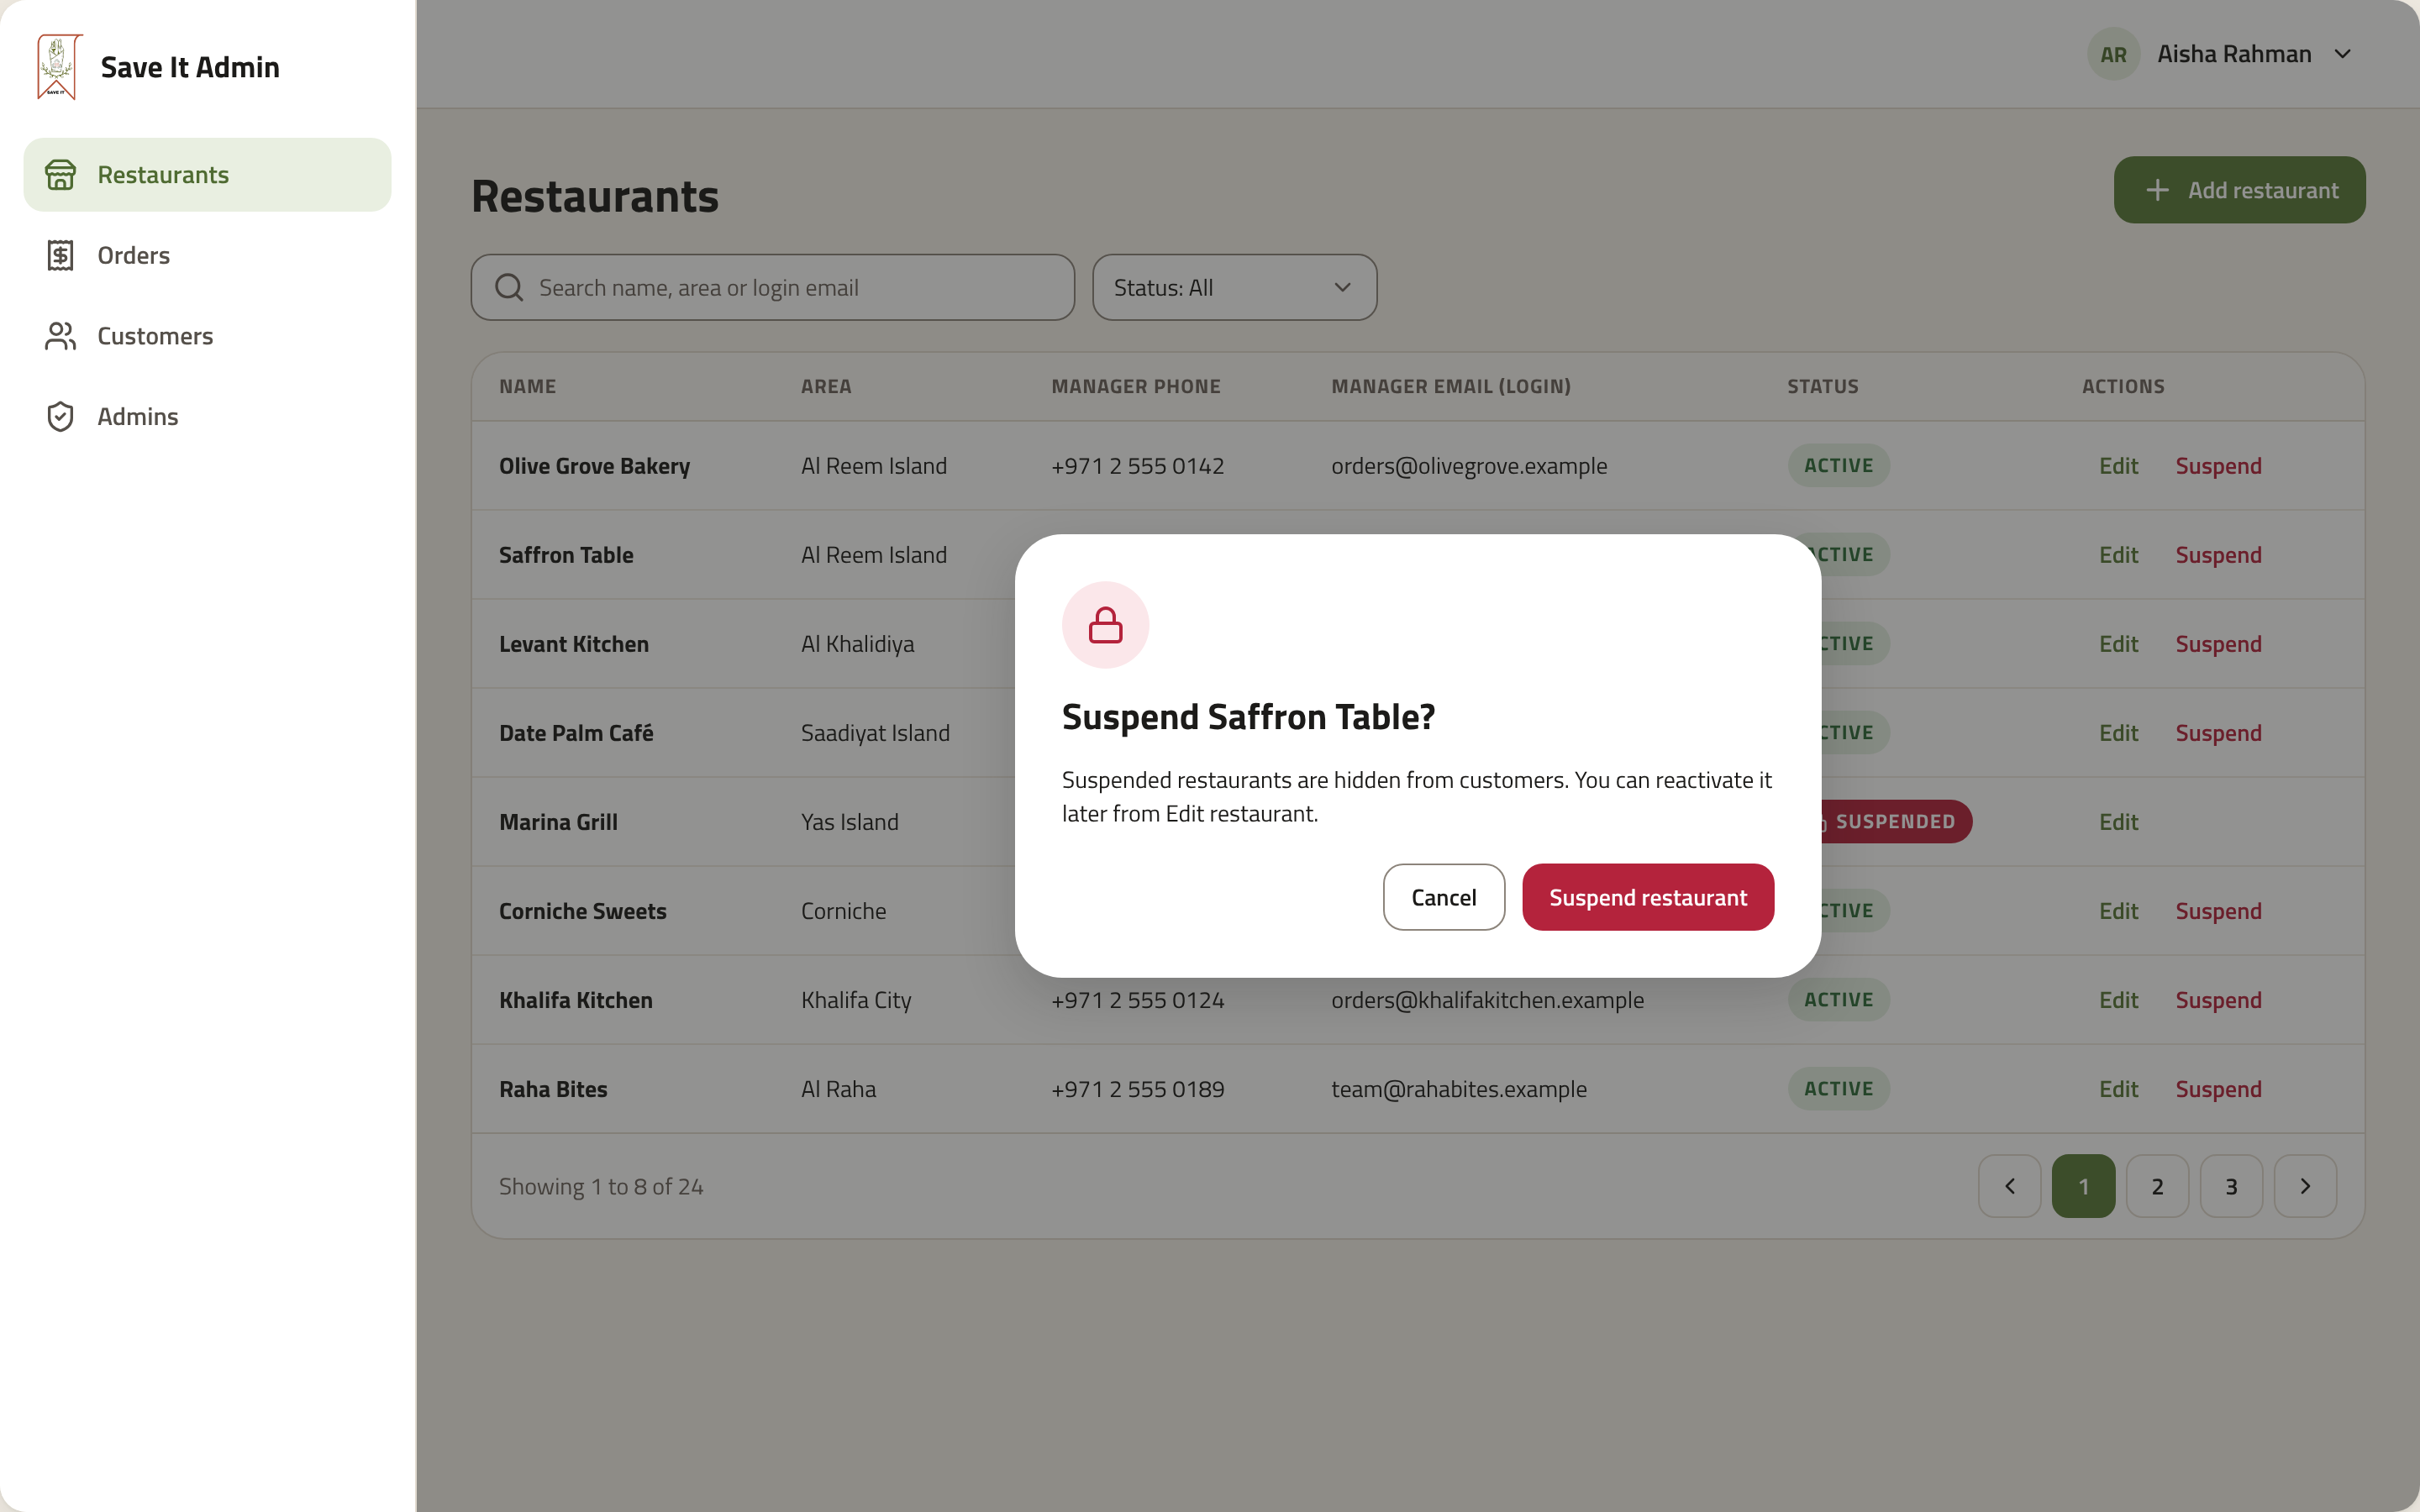 SAVE IT
Save It Admin
Restaurants
Orders
Customers
Admins
AR Aisha Rahman
Restaurants
Add restaurant
Search name, area or login email
Status: All
NAME AREA MANAGER PHONE MANAGER EMAIL (LOGIN) STATUS ACTIONS
Olive Grove Bakery Al Reem Island +971 2 555 0142 orders@olivegrove.example ACTIVE Edit Suspend
Saffron Table Al Reem Island CTIVE Edit Suspend
Levant Kitchen Al Khalidiya CTIVE Edit Suspend
Date Palm Café Saadiyat Island CTIVE Edit Suspend
Marina Grill Yas Island SUSPENDED Edit
Corniche Sweets Corniche CTIVE Edit Suspend
Khalifa Kitchen Khalifa City +971 2 555 0124 orders@khalifakitchen.example ACTIVE Edit Suspend
Raha Bites Al Raha +971 2 555 0189 team@rahabites.example ACTIVE Edit Suspend
Showing 1 to 8 of 24
1 2 3
Suspend Saffron Table?
Suspended restaurants are hidden from customers. You can reactivate it
later from Edit restaurant.
Cancel Suspend restaurant